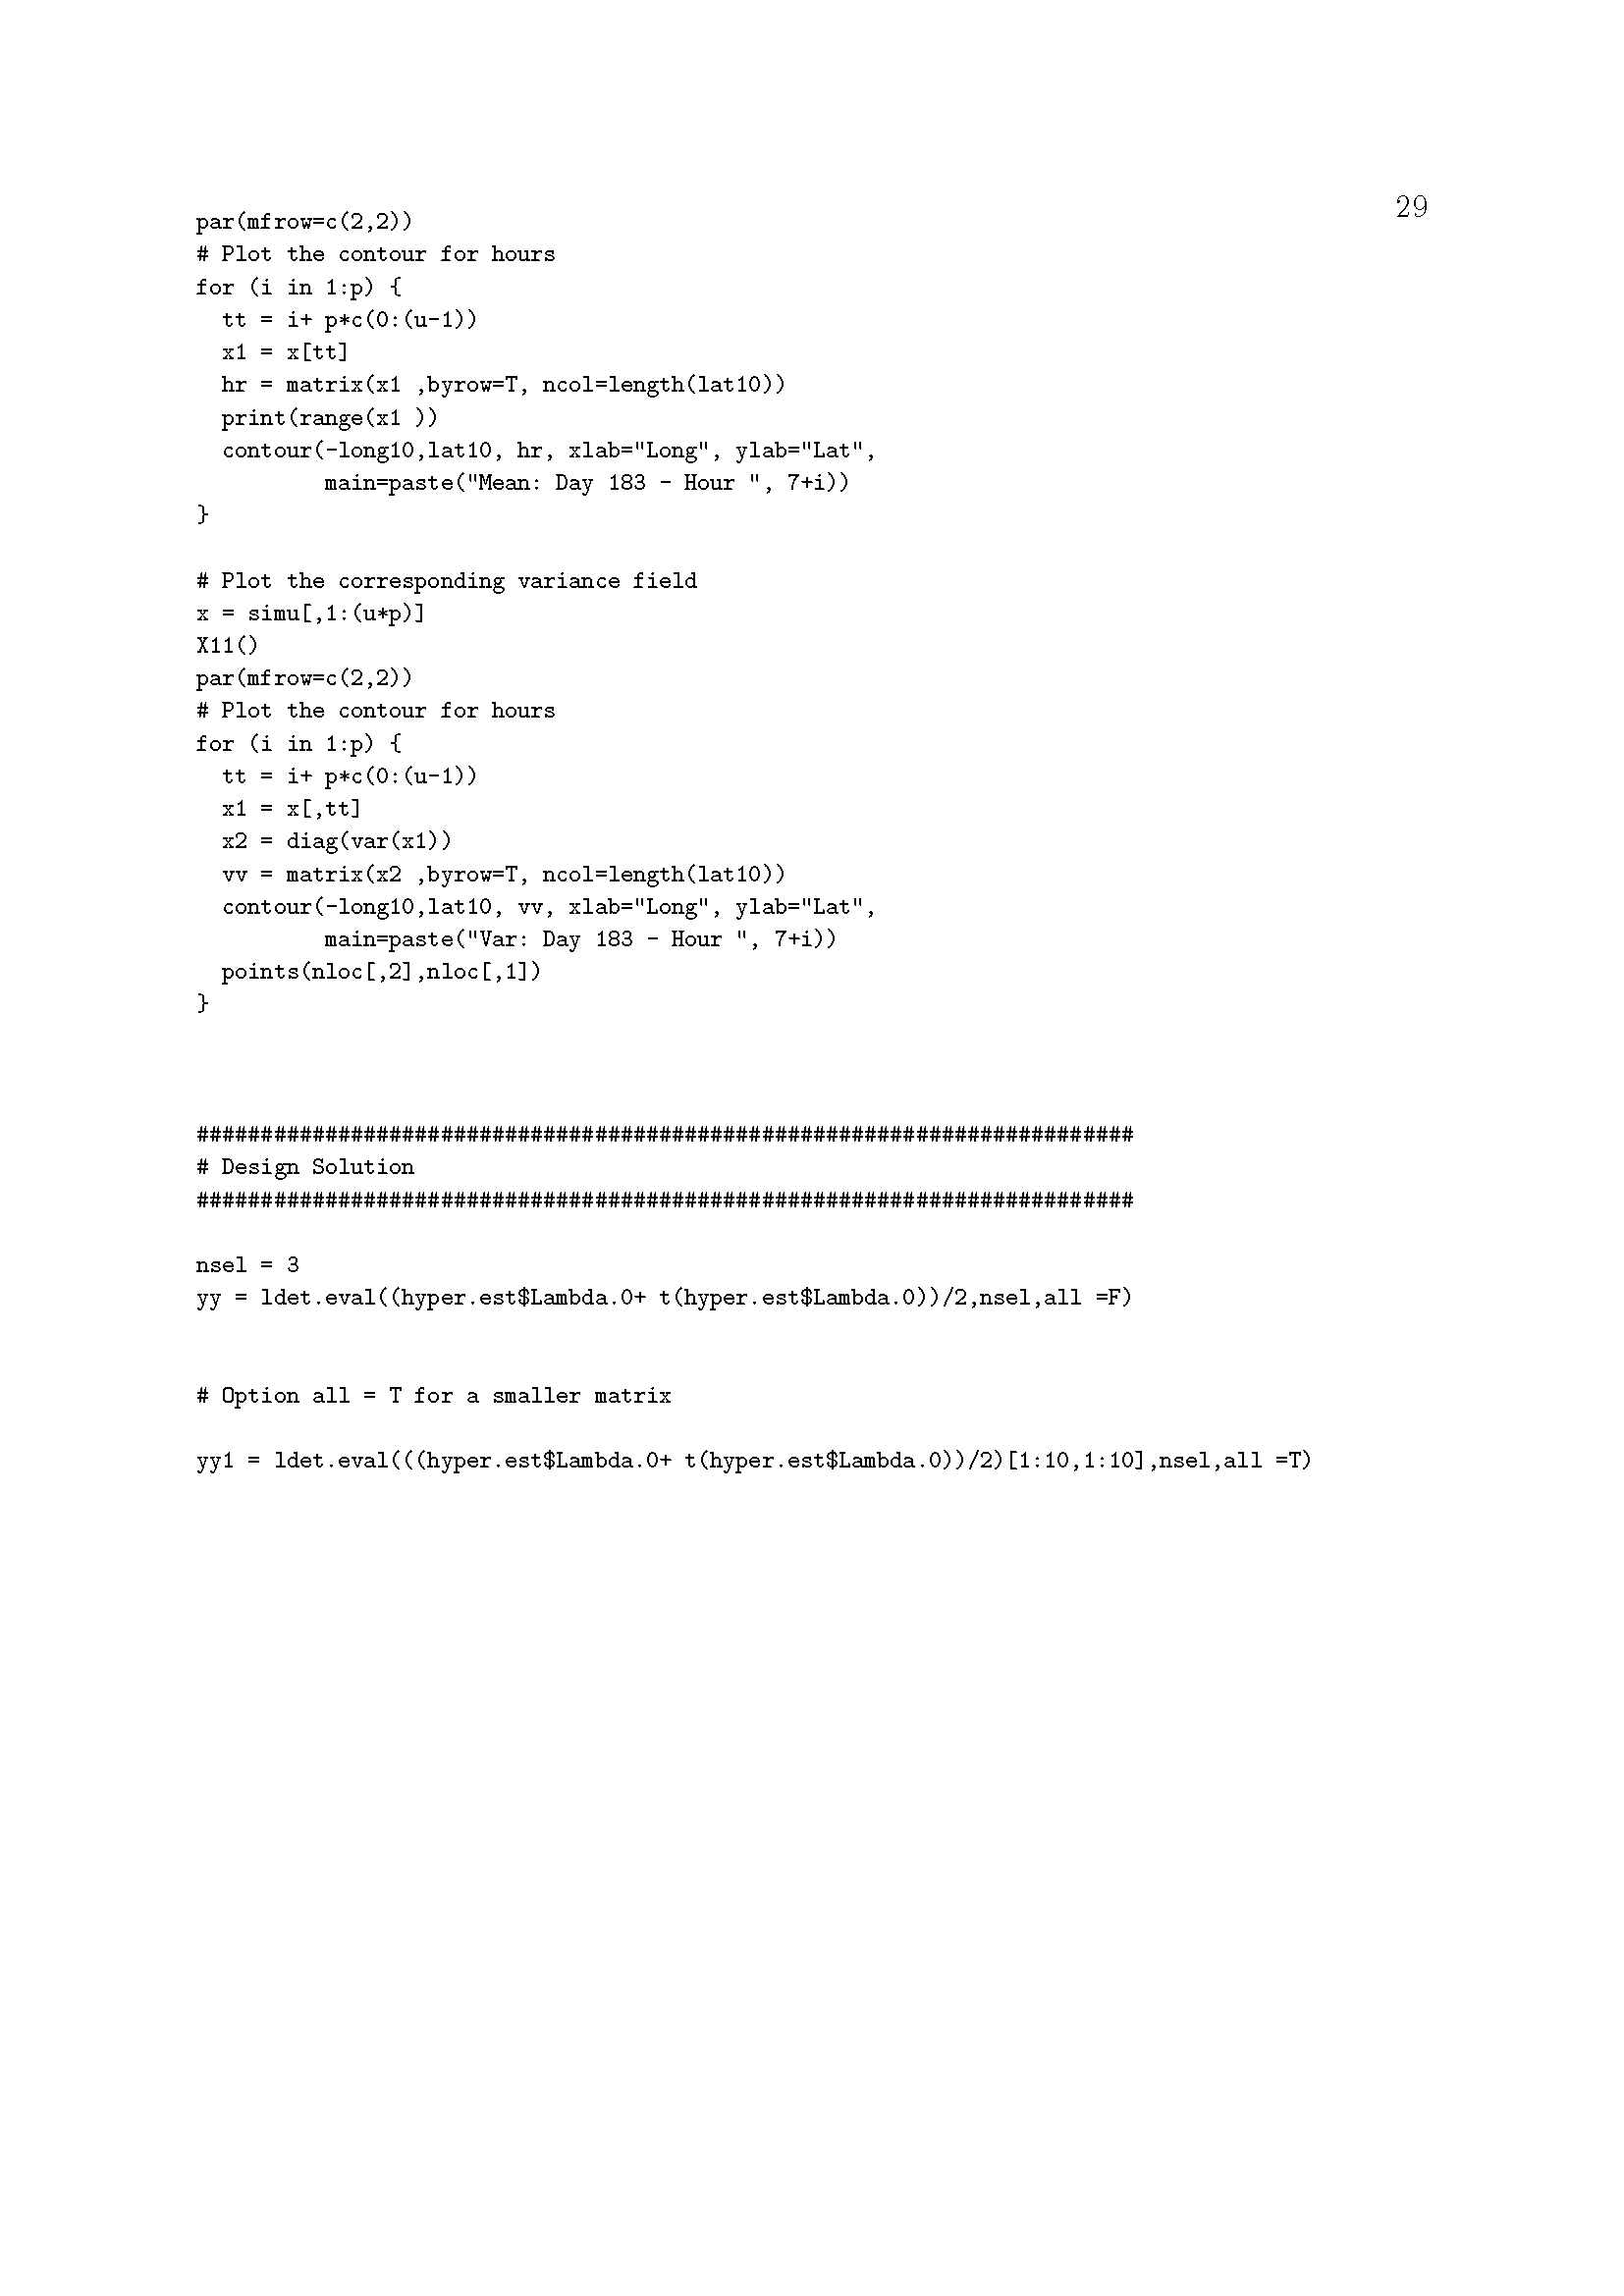 29
par(mfrow=c(2,2))
# Plot the contour for hours
for (i in 1:p) {
  tt = i+ p*c(0:(u-1))
  x1 = x[tt]
  hr = matrix(x1 ,byrow=T, ncol=length(lat10))
  print(range(x1 ))
  contour(-long10,lat10, hr, xlab="Long", ylab="Lat",
          main=paste("Mean: Day 183 - Hour ", 7+i))
}

# Plot the corresponding variance field
x = simu[,1:(u*p)]
X11()
par(mfrow=c(2,2))
# Plot the contour for hours
for (i in 1:p) {
  tt = i+ p*c(0:(u-1))
  x1 = x[,tt]
  x2 = diag(var(x1))
  vv = matrix(x2 ,byrow=T, ncol=length(lat10))
  contour(-long10,lat10, vv, xlab="Long", ylab="Lat",
          main=paste("Var: Day 183 - Hour ", 7+i))
  points(nloc[,2],nloc[,1])
}

#########################################################################
# Design Solution
#########################################################################

nsel = 3
yy = ldet.eval((hyper.est$Lambda.0+ t(hyper.est$Lambda.0))/2,nsel,all =F)

# Option all = T for a smaller matrix

yy1 = ldet.eval(((hyper.est$Lambda.0+ t(hyper.est$Lambda.0))/2)[1:10,1:10],nsel,all =T)